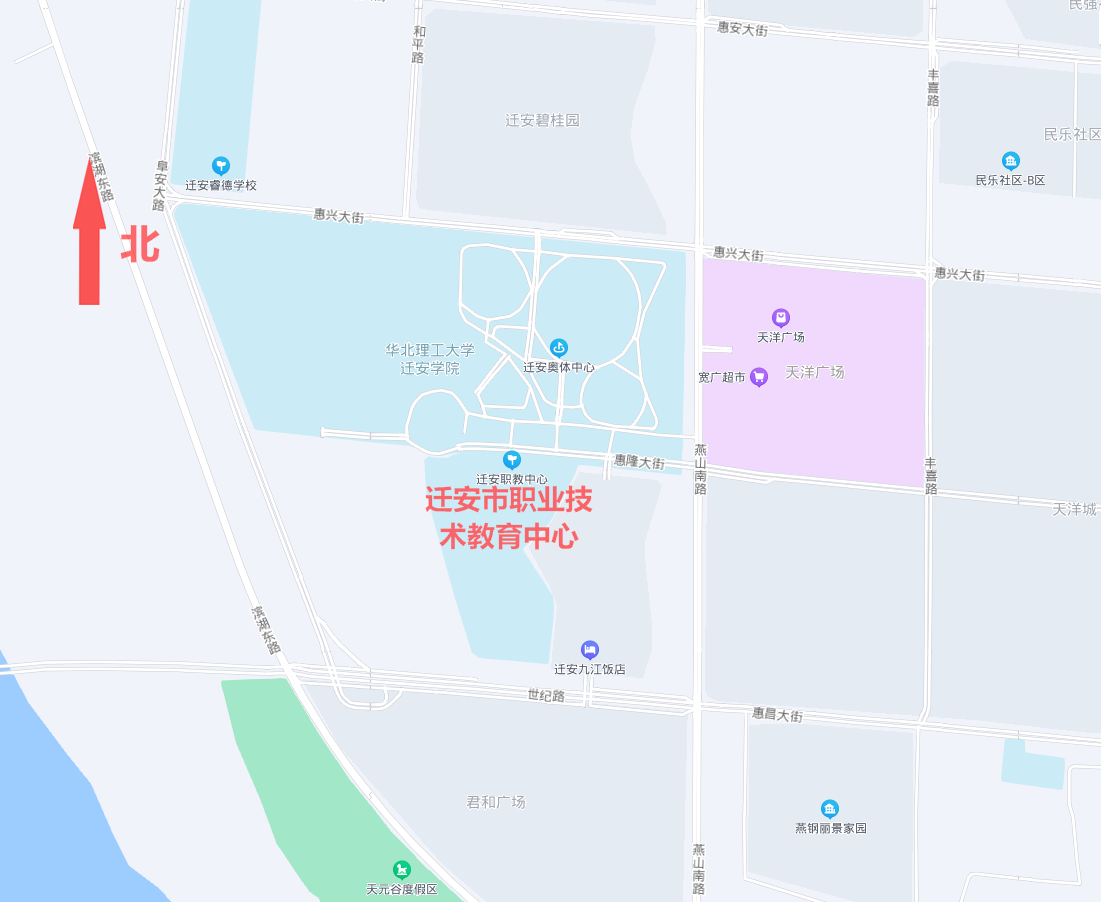 惠安大街
民强
和平路
丰喜路
迁安碧桂园
民乐社区
民乐社区-B区
滨湖东路
阜安大路
迁安睿德学校
惠兴大街
北
惠兴大街
惠兴大街
天洋广场
华北理工大学
迁安学院
迁安奥体中心
宽广超市
天洋广场
燕山南路
惠隆大街
丰喜路
迁安职教中心
迁安市职业技
术教育中心
天洋城
滨湖东路
迁安九江饭店
世纪路
惠昌大街
君和广场
燕钢丽景家园
燕山南路
天元谷度假区